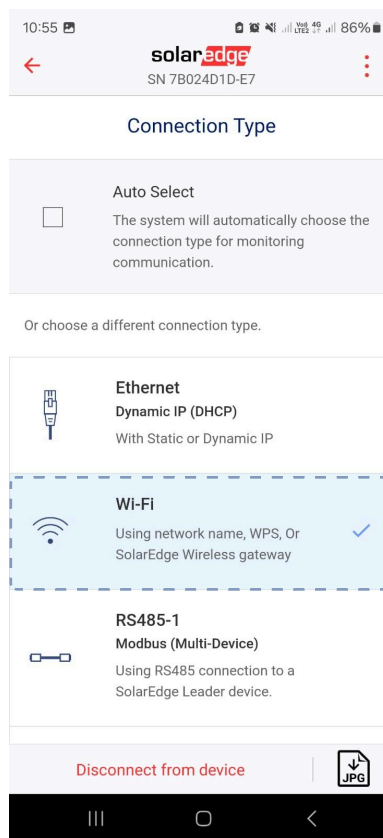 10:55
Vo)) 4G
LTE2
86%
solaredge
SN 7B024D1D-E7
Connection Type
Auto Select
The system will automatically choose the
connection type for monitoring
communication.
Or choose a different connection type.
Ethernet
Dynamic IP (DHCP)
With Static or Dynamic IP
Wi-Fi
Using network name, WPS, Or
SolarEdge Wireless gateway
RS485-1
Modbus (Multi-Device)
Using RS485 connection to a
SolarEdge Leader device.
Disconnect from device
JPG